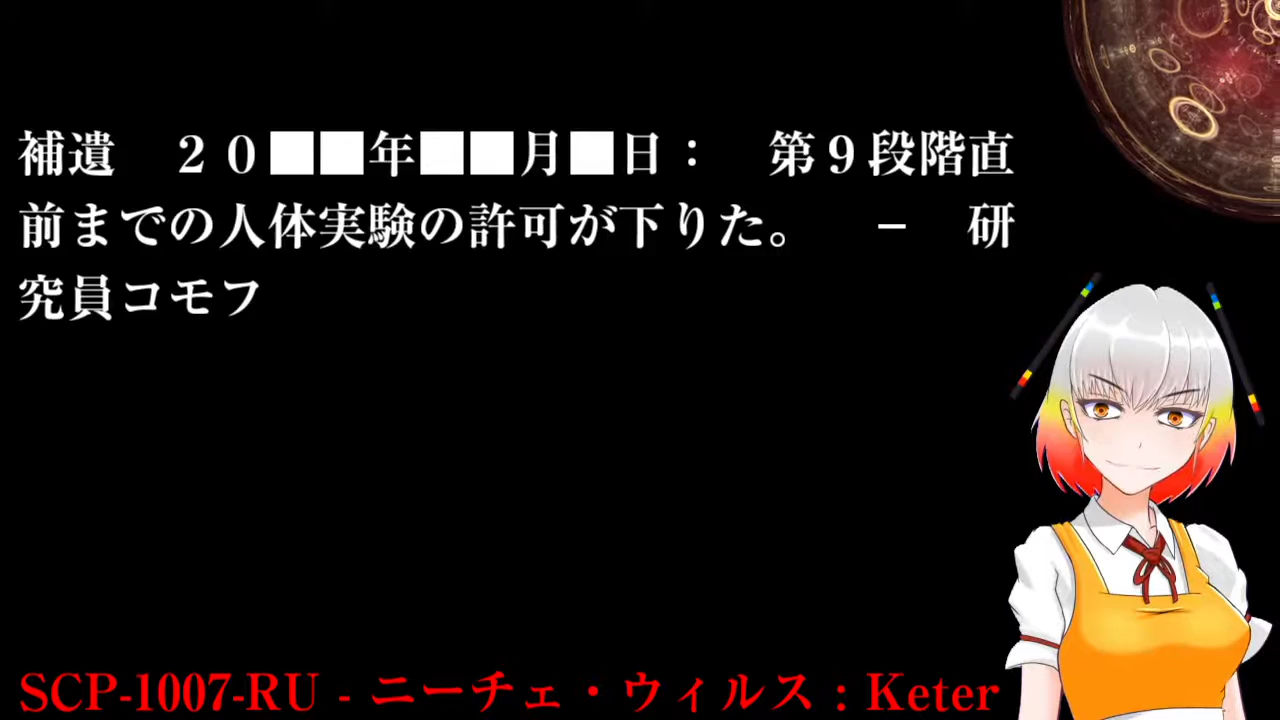 補遺　２０██年██月█日：　第９段階直
前までの人体実験の許可が下りた。　－　研
究員コモフ
SCP-1007-RU - ニーチェ・ウィルス : Keter